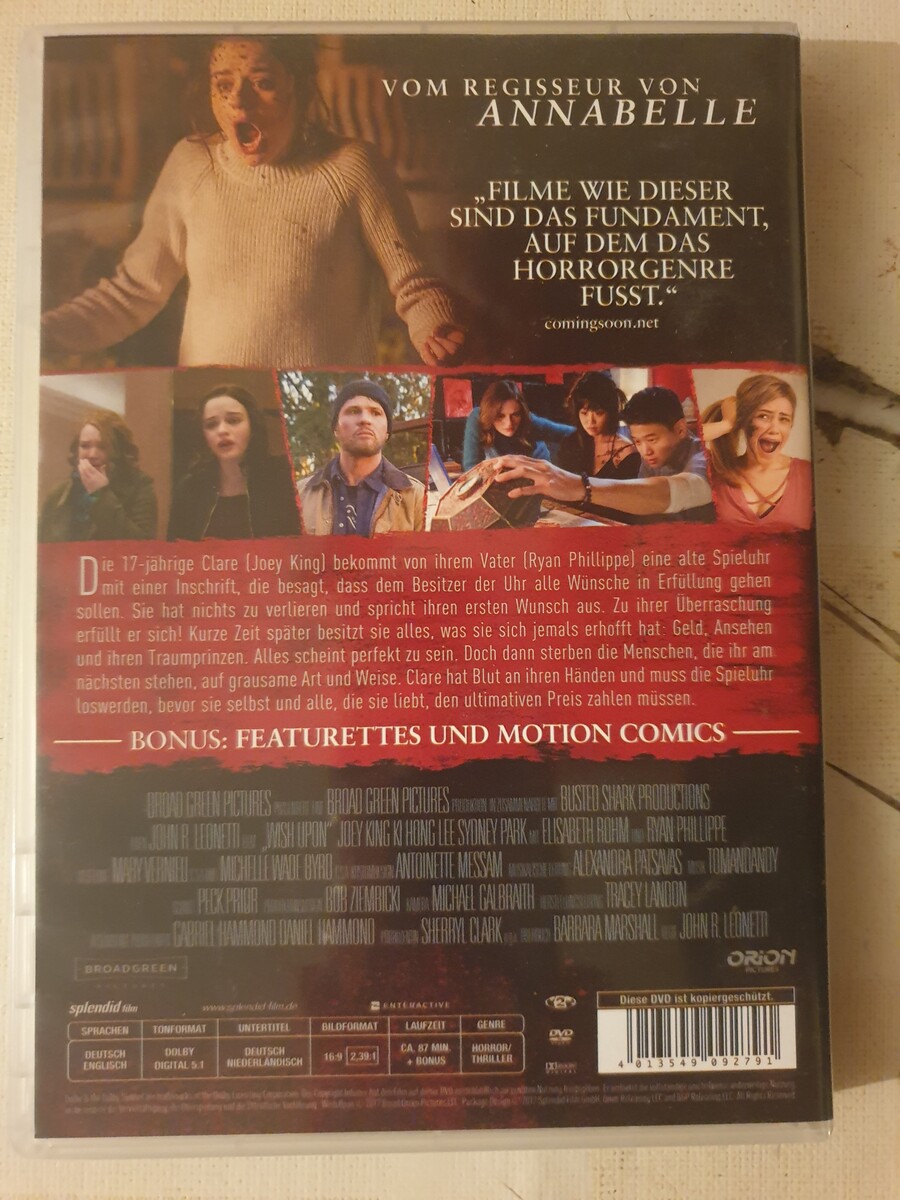 VOM REGISSEUR VON
ANNABELLE
„FILME WIE DIESER
SIND DAS FUNDAMENT,
AUF DEM DAS
HORRORGENRE
FUSST.“
comingsoon.net
Die 17-jährige Clare (Joey King) bekommt von ihrem Vater (Ryan Phillippe) eine alte Spieluhr
mit einer Inschrift, die besagt, dass dem Besitzer der Uhr alle Wünsche in Erfüllung gehen
sollen. Sie hat nichts zu verlieren und spricht ihren ersten Wunsch aus. Zu ihrer Überraschung
erfüllt er sich! Kurze Zeit später besitzt sie alles, was sie sich jemals erhofft hat: Geld, Ansehen
und ihren Traumprinzen. Alles scheint perfekt zu sein. Doch dann sterben die Menschen, die ihr am
nächsten stehen, auf grausame Art und Weise. Clare hat Blut an ihren Händen und muss die Spieluhr
loswerden, bevor sie selbst und alle, die sie liebt, den ultimativen Preis zahlen müssen.
BONUS: FEATURETTES UND MOTION COMICS
BROAD GREEN PICTURES BROAD GREEN PICTURES PRODUKTION IN ZUSAMMENARBEIT MIT BUSTED SHARK PRODUCTIONS
JOHN R. LEONETTI „WISH UPON“ JOEY KING KI HONG LEE SYDNEY PARK MIT ELISABETH RÖHM UND RYAN PHILLIPPE
MARY VERNIEU MICHELLE WADE BYRD ANTOINETTE MESSAM ALEXANDRA PATSAVAS TOMANDANDY
PECK PRIOR BOB ZIEMBICKI KAMERA MICHAEL GALBRAITH TRACEY LANDON
GABRIEL HAMMOND DANIEL HAMMOND SHERRYL CLARK BARBARA MARSHALL JOHN R. LEONETTI
BROADGREEN
PICTURES
ORION
PICTURES
splendid film
www.splendid-film.de
ENTERACTIVE
Diese DVD ist kopiergeschützt.
SPRACHEN TONFORMAT UNTERTITEL BILDFORMAT LAUFZEIT GENRE
DEUTSCH DOLBY DEUTSCH 16:9 2,39:1 CA. 87 MIN. HORROR/
ENGLISCH DIGITAL 5.1 NIEDERLÄNDISCH + BONUS THRILLER
2
DVD
4 013549 092791